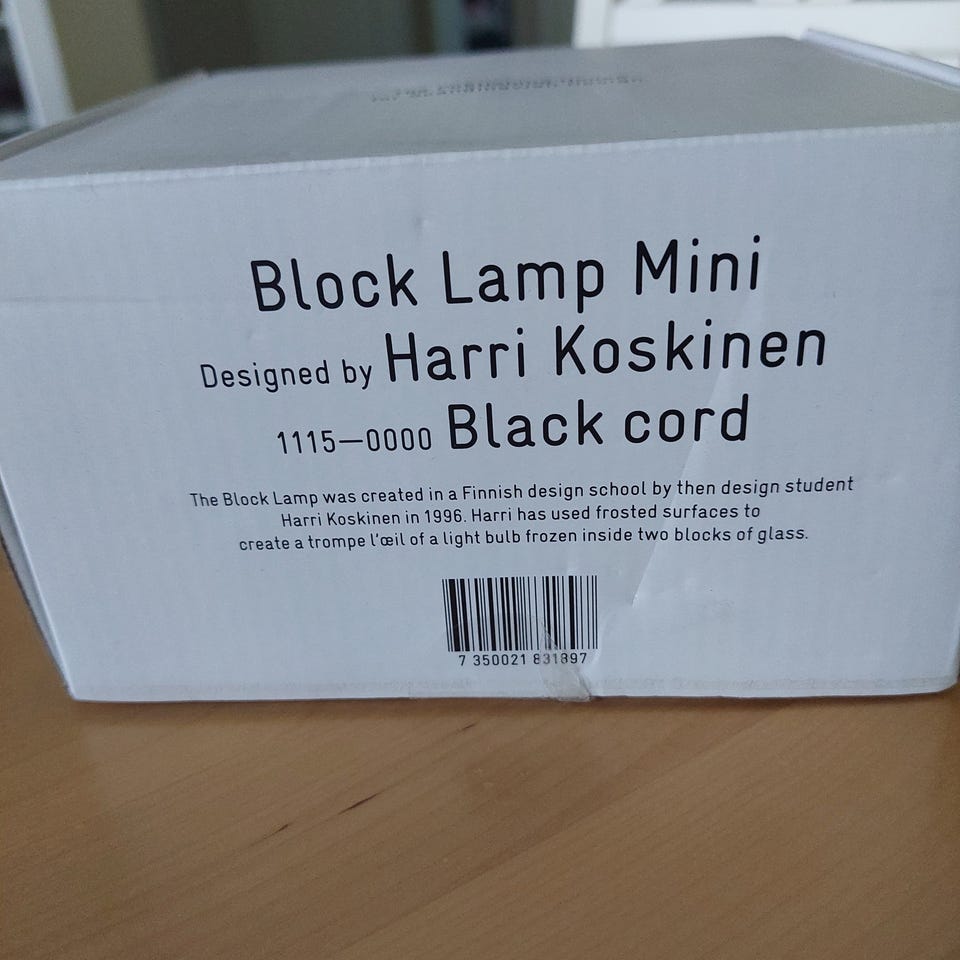 Block Lamp Mini
Designed by Harri Koskinen
1115—0000 Black cord
The Block Lamp was created in a Finnish design school by then design student
Harri Koskinen in 1996. Harri has used frosted surfaces to
create a trompe l'œil of a light bulb frozen inside two blocks of glass.
7 350021 831897